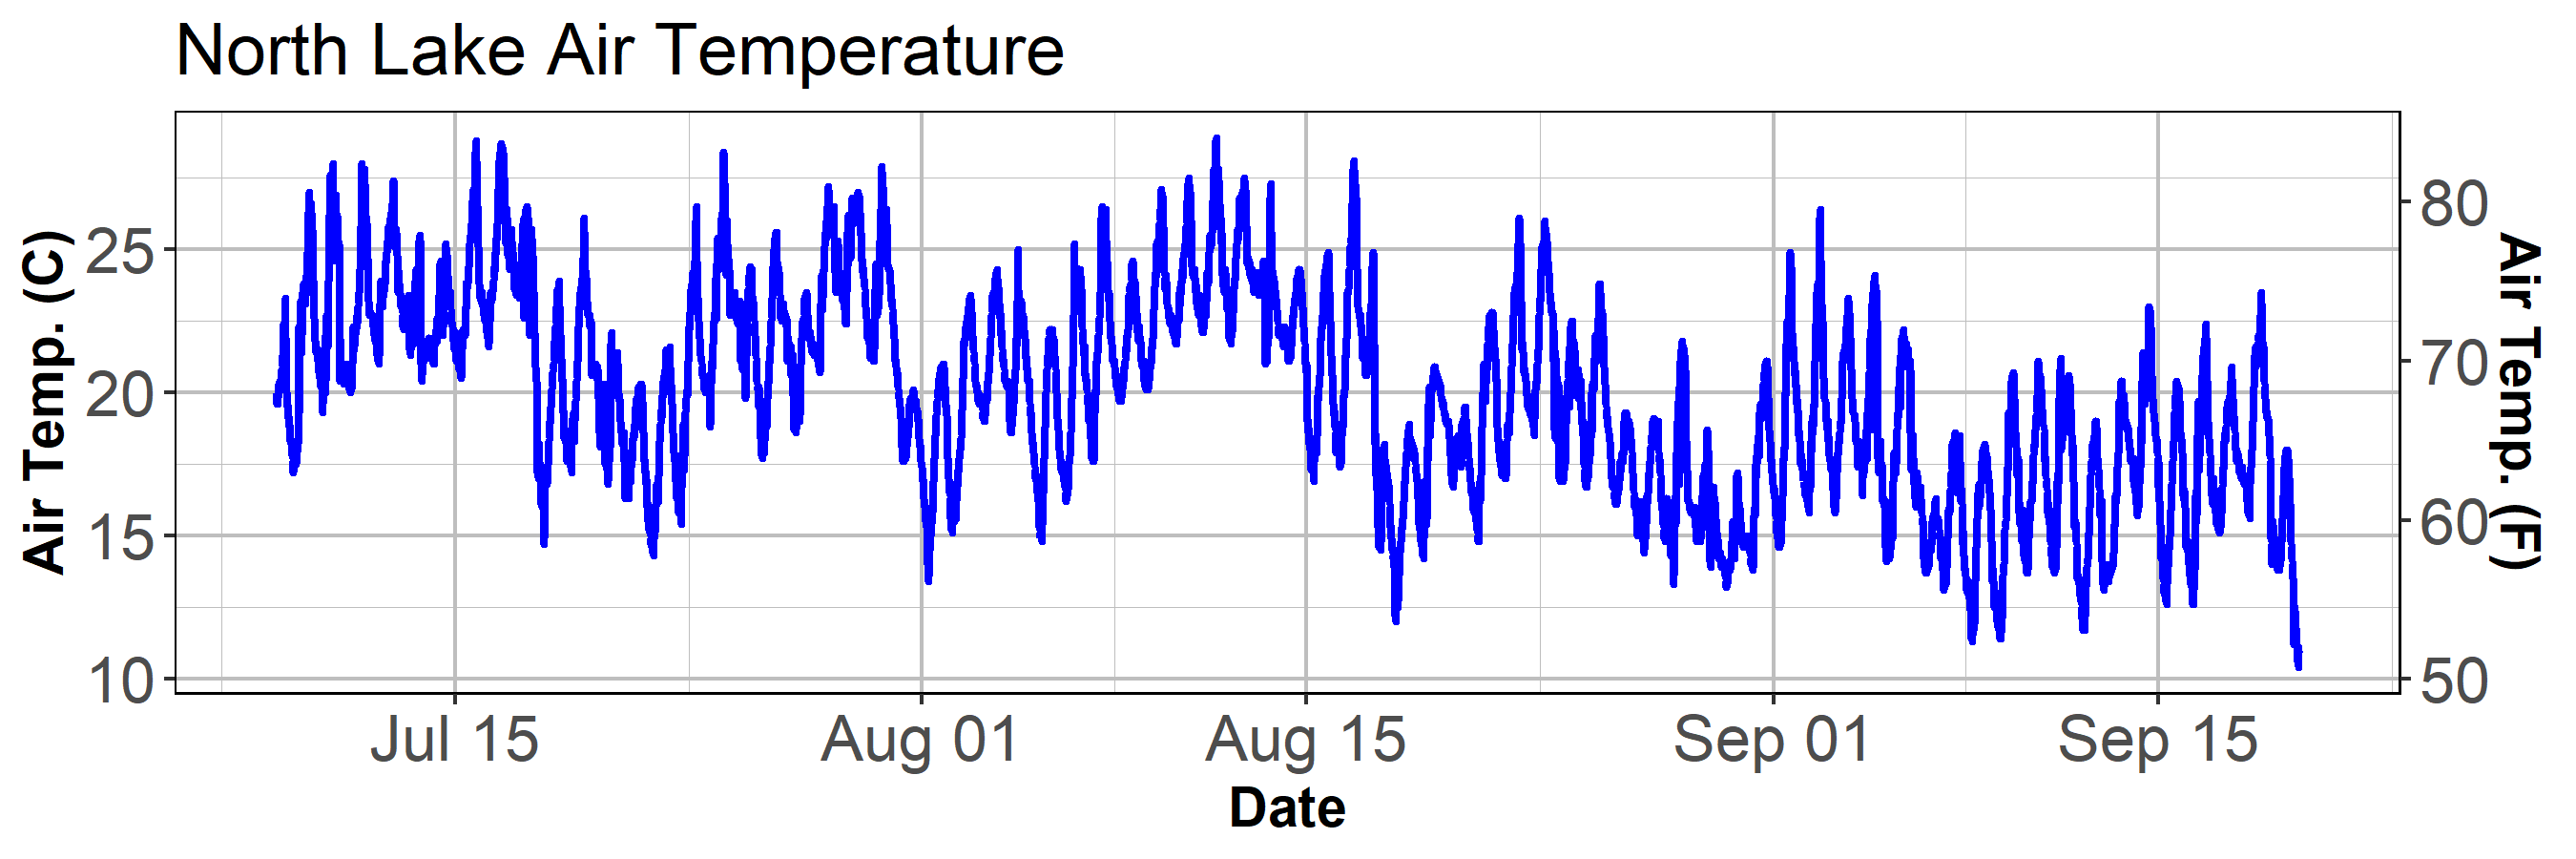 North Lake Air Temperature
Air Temp. (C)
25
20
15
10
80
70
60
50
Air Temp. (F)
Jul 15
Aug 01
Aug 15
Sep 01
Sep 15
Date